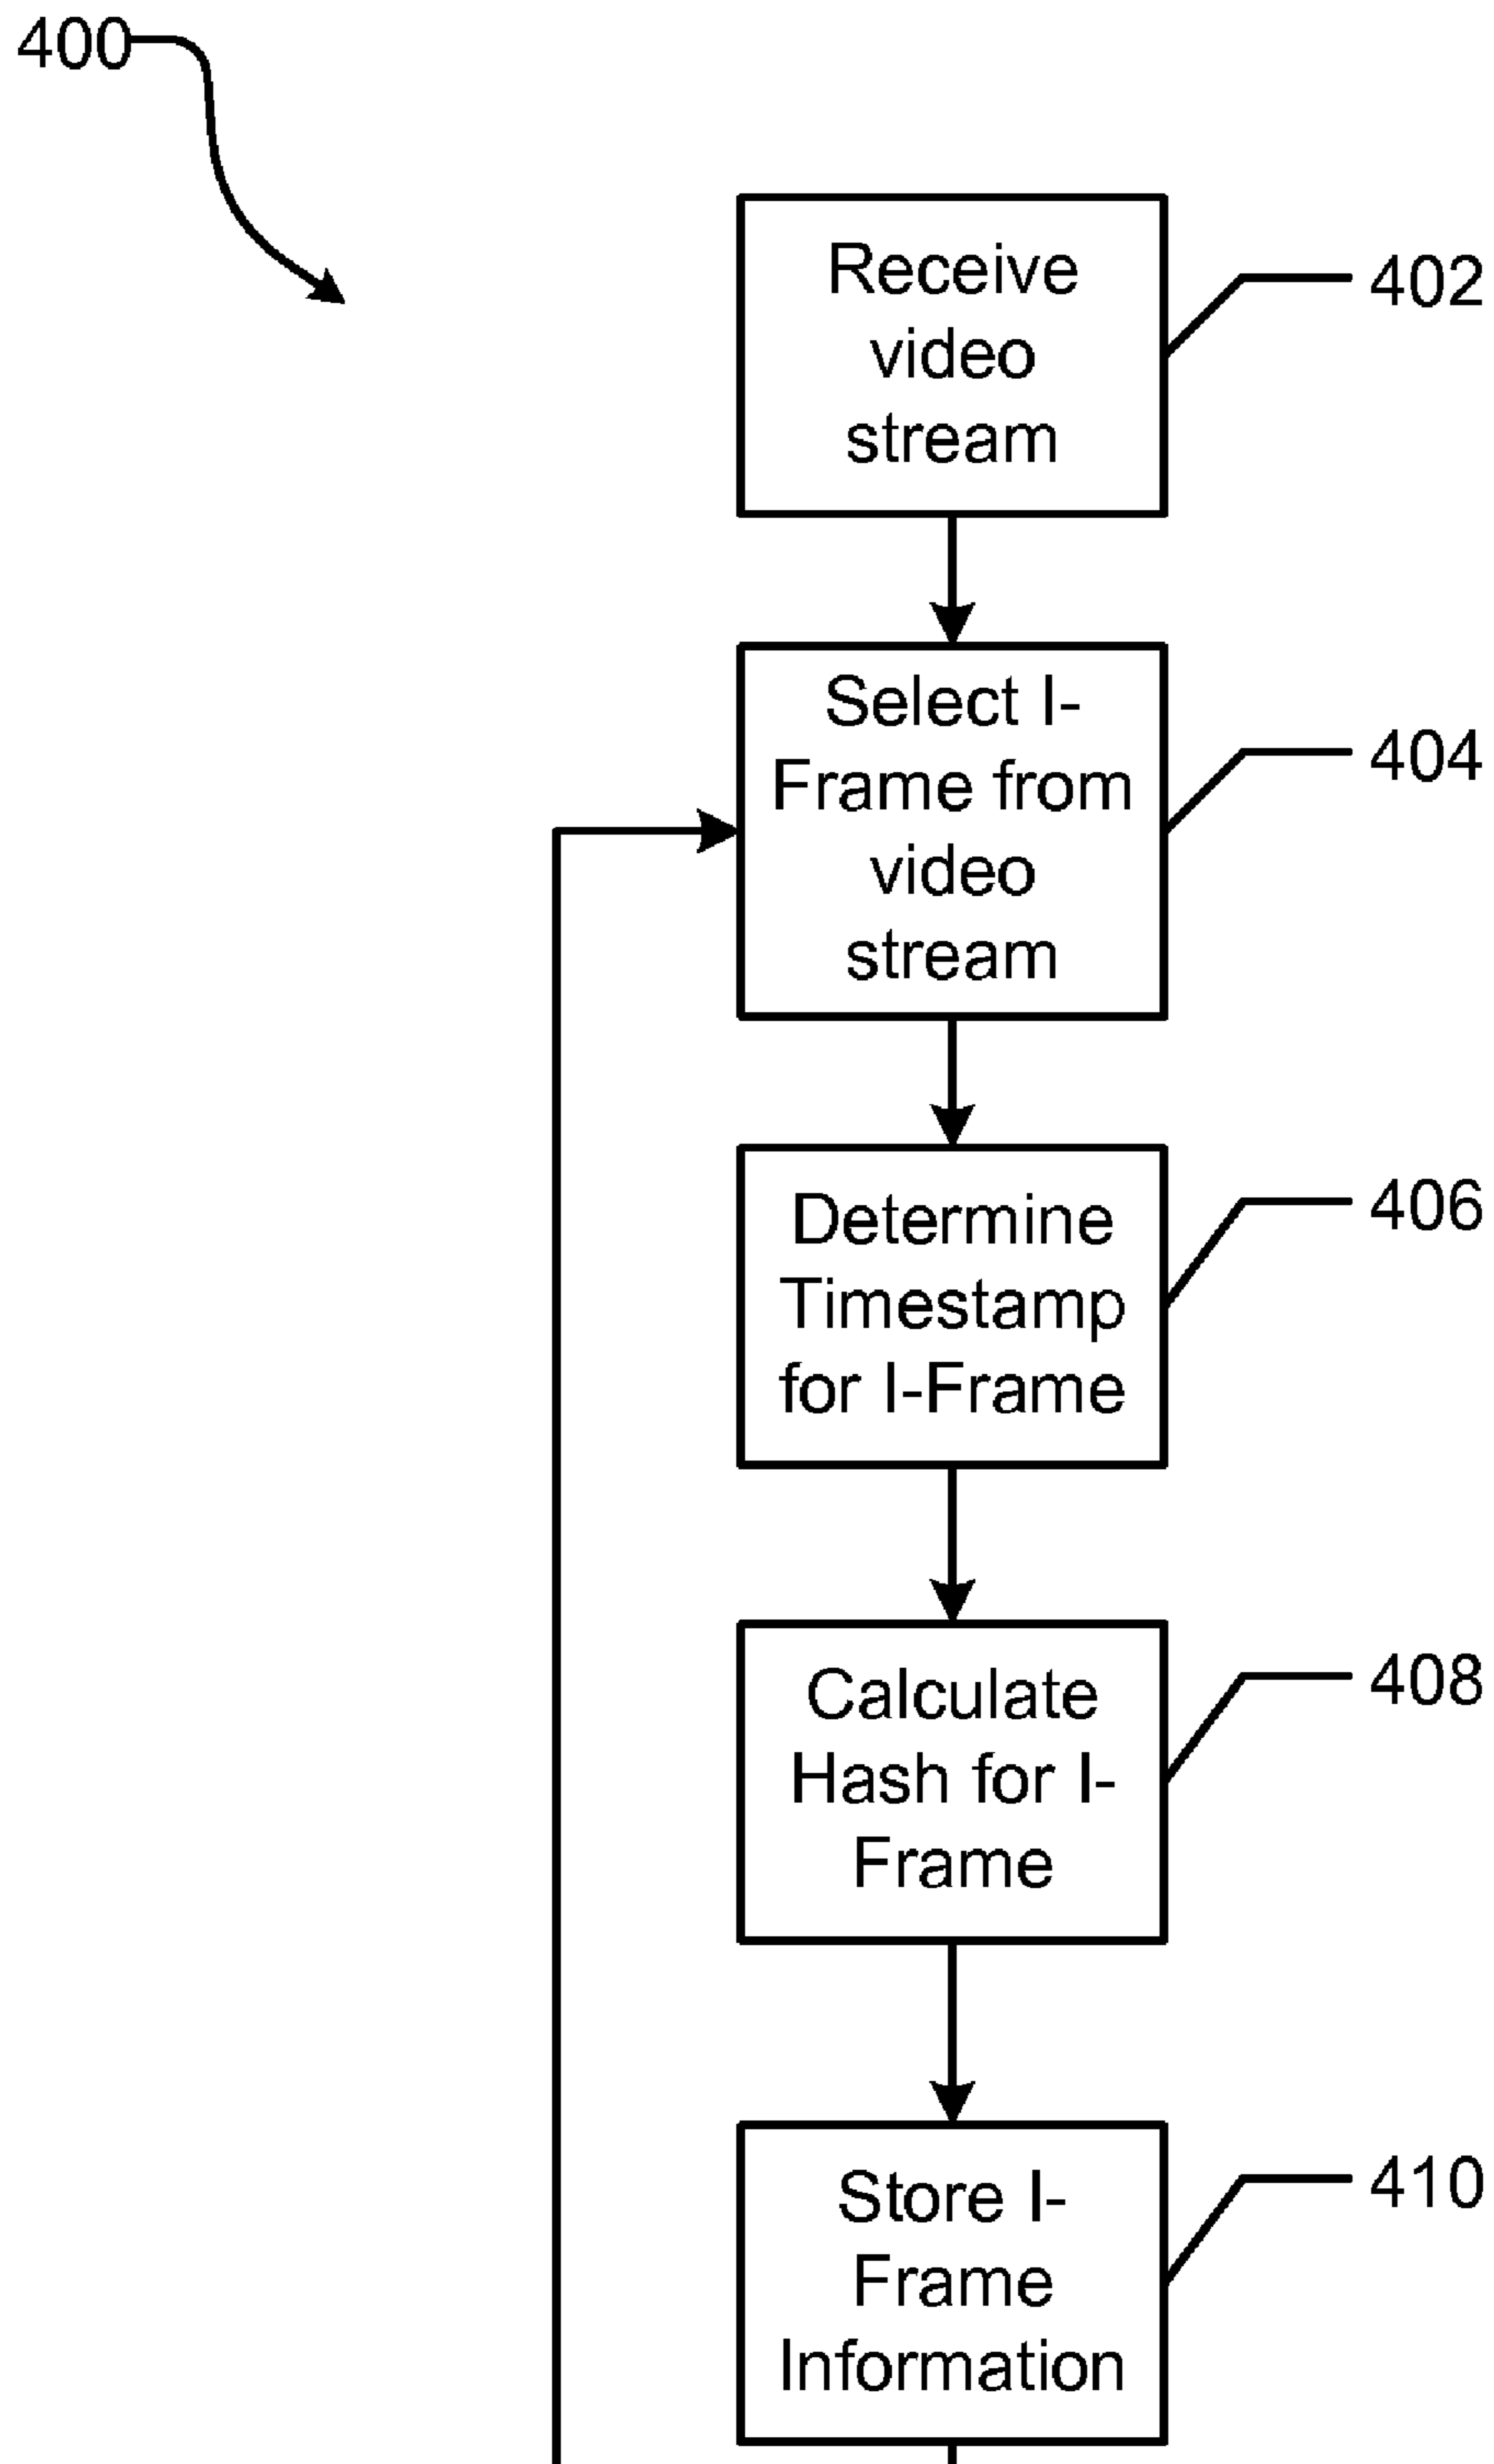 400
Receive
video
stream
402
Select I-
Frame from
video
stream
404
Determine
Timestamp
for I-Frame
406
Calculate
Hash for I-
Frame
408
Store I-
Frame
Information
410